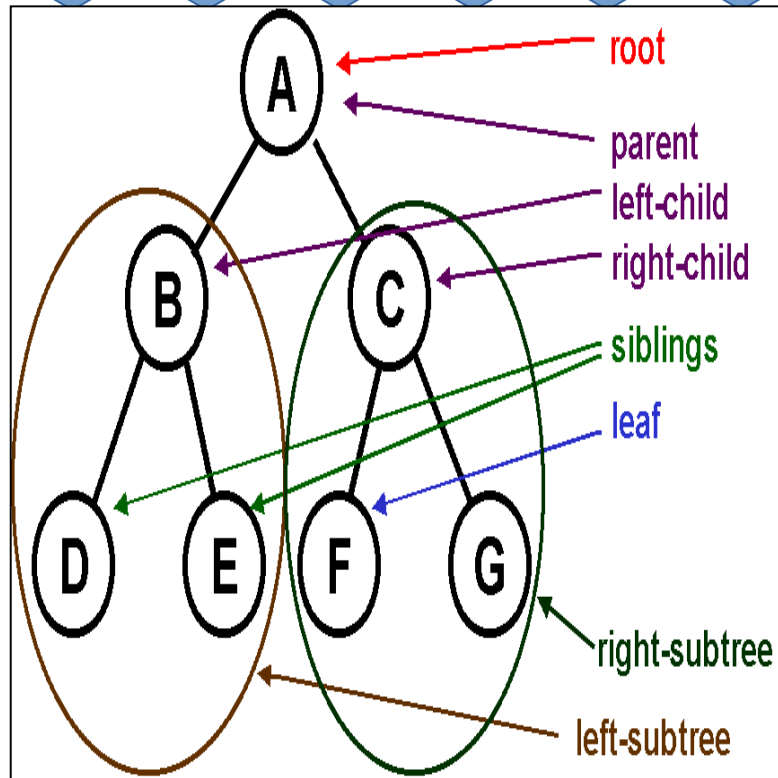 A
root
parent
left-child
B
C
right-child
siblings
leaf
D
E
F
G
right-subtree
left-subtree